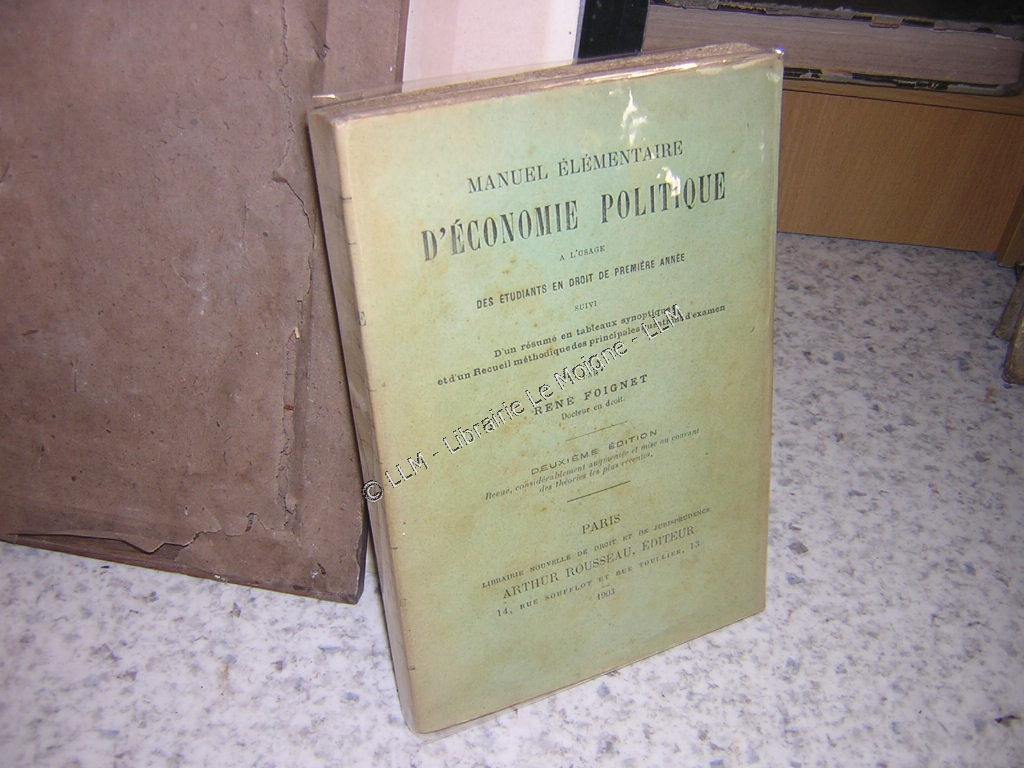 MANUEL ÉLÉMENTAIRE
D'ÉCONOMIE POLITIQUE
A L'USAGE
DES ÉTUDIANTS EN DROIT DE PREMIÈRE ANNÉE
SUIVI
D'un résumé en tableaux synoptiques
et d'un Recueil méthodique des principales questions d'examen
PAR
RENÉ FOIGNET
Docteur en droit.
DEUXIÈME ÉDITION
Revue, considérablement augmentée et mise au courant
des théories les plus récentes.
PARIS
LIBRAIRIE NOUVELLE DE DROIT ET DE JURISPRUDENCE
ARTHUR ROUSSEAU, ÉDITEUR
14, RUE SOUFFLOT ET RUE TOULLIER, 13
1903
© LLM - Librairie Le Moigne - LLM